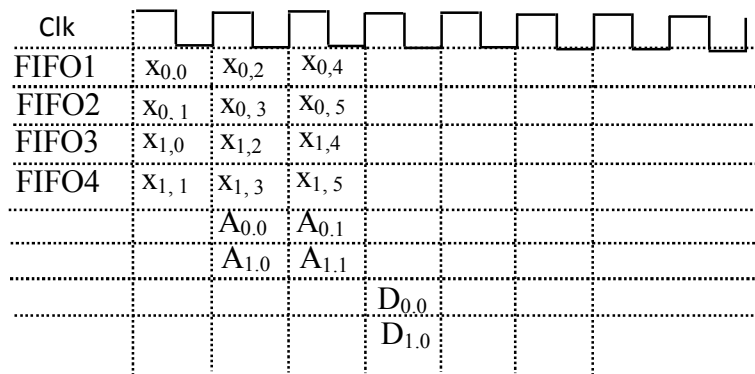 Clk
FIFO1 x0.0 x0,2 x0,4
FIFO2 x0, 1 x0, 3 x0, 5
FIFO3 x1,0 x1,2 x1,4
FIFO4 x1, 1 x1, 3 x1, 5
A0.0 A0.1
A1.0 A1.1
D0.0
D1.0